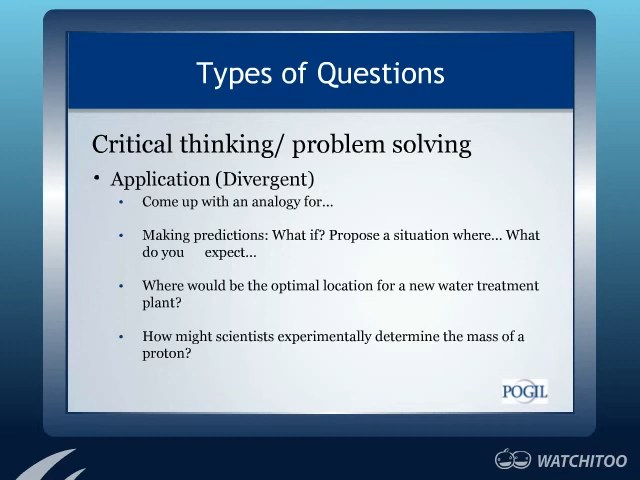 Types of Questions
Critical thinking/ problem solving
• Application (Divergent)
• Come up with an analogy for...
• Making predictions: What if? Propose a situation where... What
do you expect...
• Where would be the optimal location for a new water treatment
plant?
• How might scientists experimentally determine the mass of a
proton?
POGIL
WATCHITOO